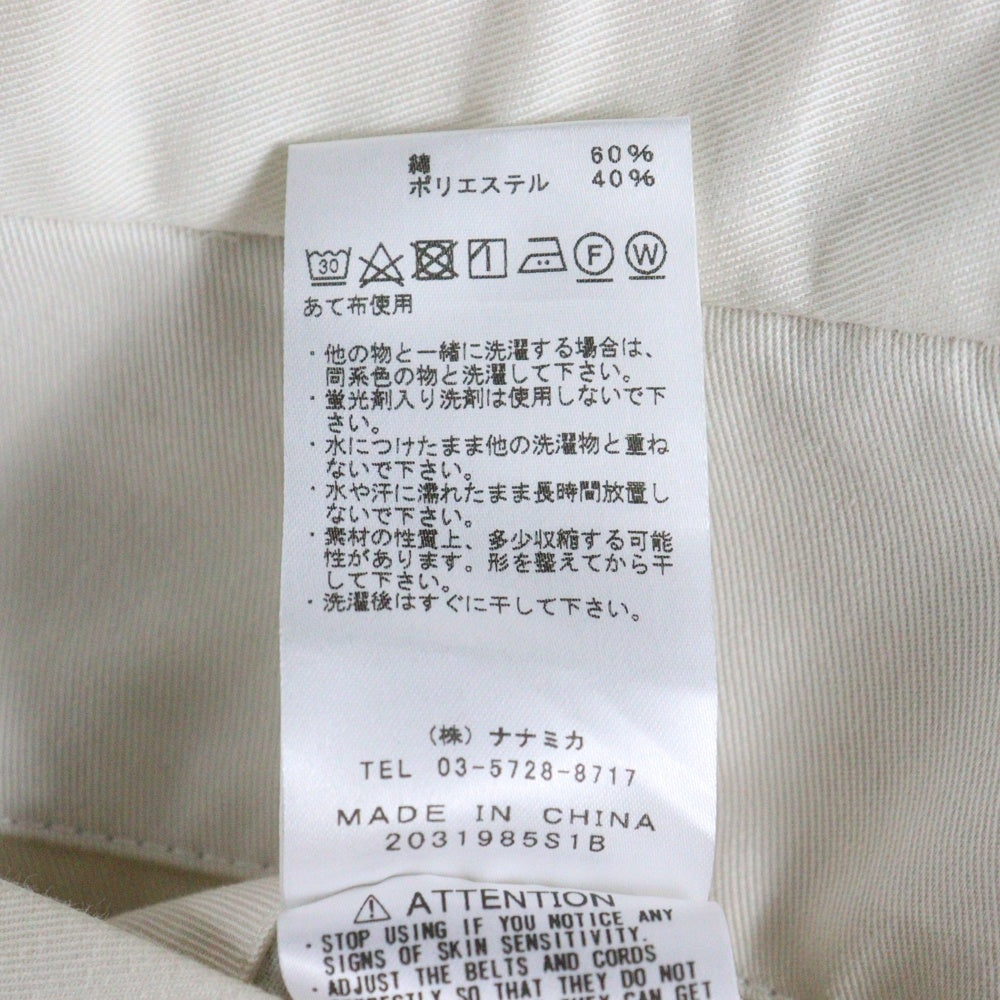 綿 60%
ポリエステル 40%
30 F W
あて布使用
・他の物と一緒に洗濯する場合は、
同系色の物と洗濯して下さい。
・蛍光剤入り洗剤は使用しないで下
さい。
・水につけたまま他の洗濯物と重ね
ないで下さい。
・水や汗に濡れたまま長時間放置し
ないで下さい。
・素材の性質上、多少収縮する可能
性があります。形を整えてから干
して下さい。
・洗濯後はすぐに干して下さい。
(株) ナナミカ
TEL 03-5728-8717
MADE IN CHINA
2031985S1B
ATTENTION
・STOP USING IF YOU NOTICE ANY
SIGNS OF SKIN SENSITIVITY.
・ADJUST THE BELTS AND CORDS
SO THAT THEY DO NOT
CAN GET